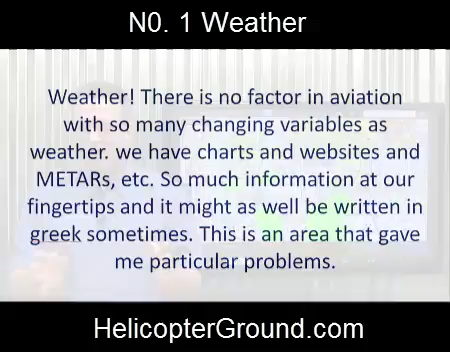 N0. 1 Weather
Weather! There is no factor in aviation
with so many changing variables as
weather. we have charts and websites and
METARs, etc. So much information at our
fingertips and it might as well be written in
greek sometimes. This is an area that gave
me particular problems.
HelicopterGround.com